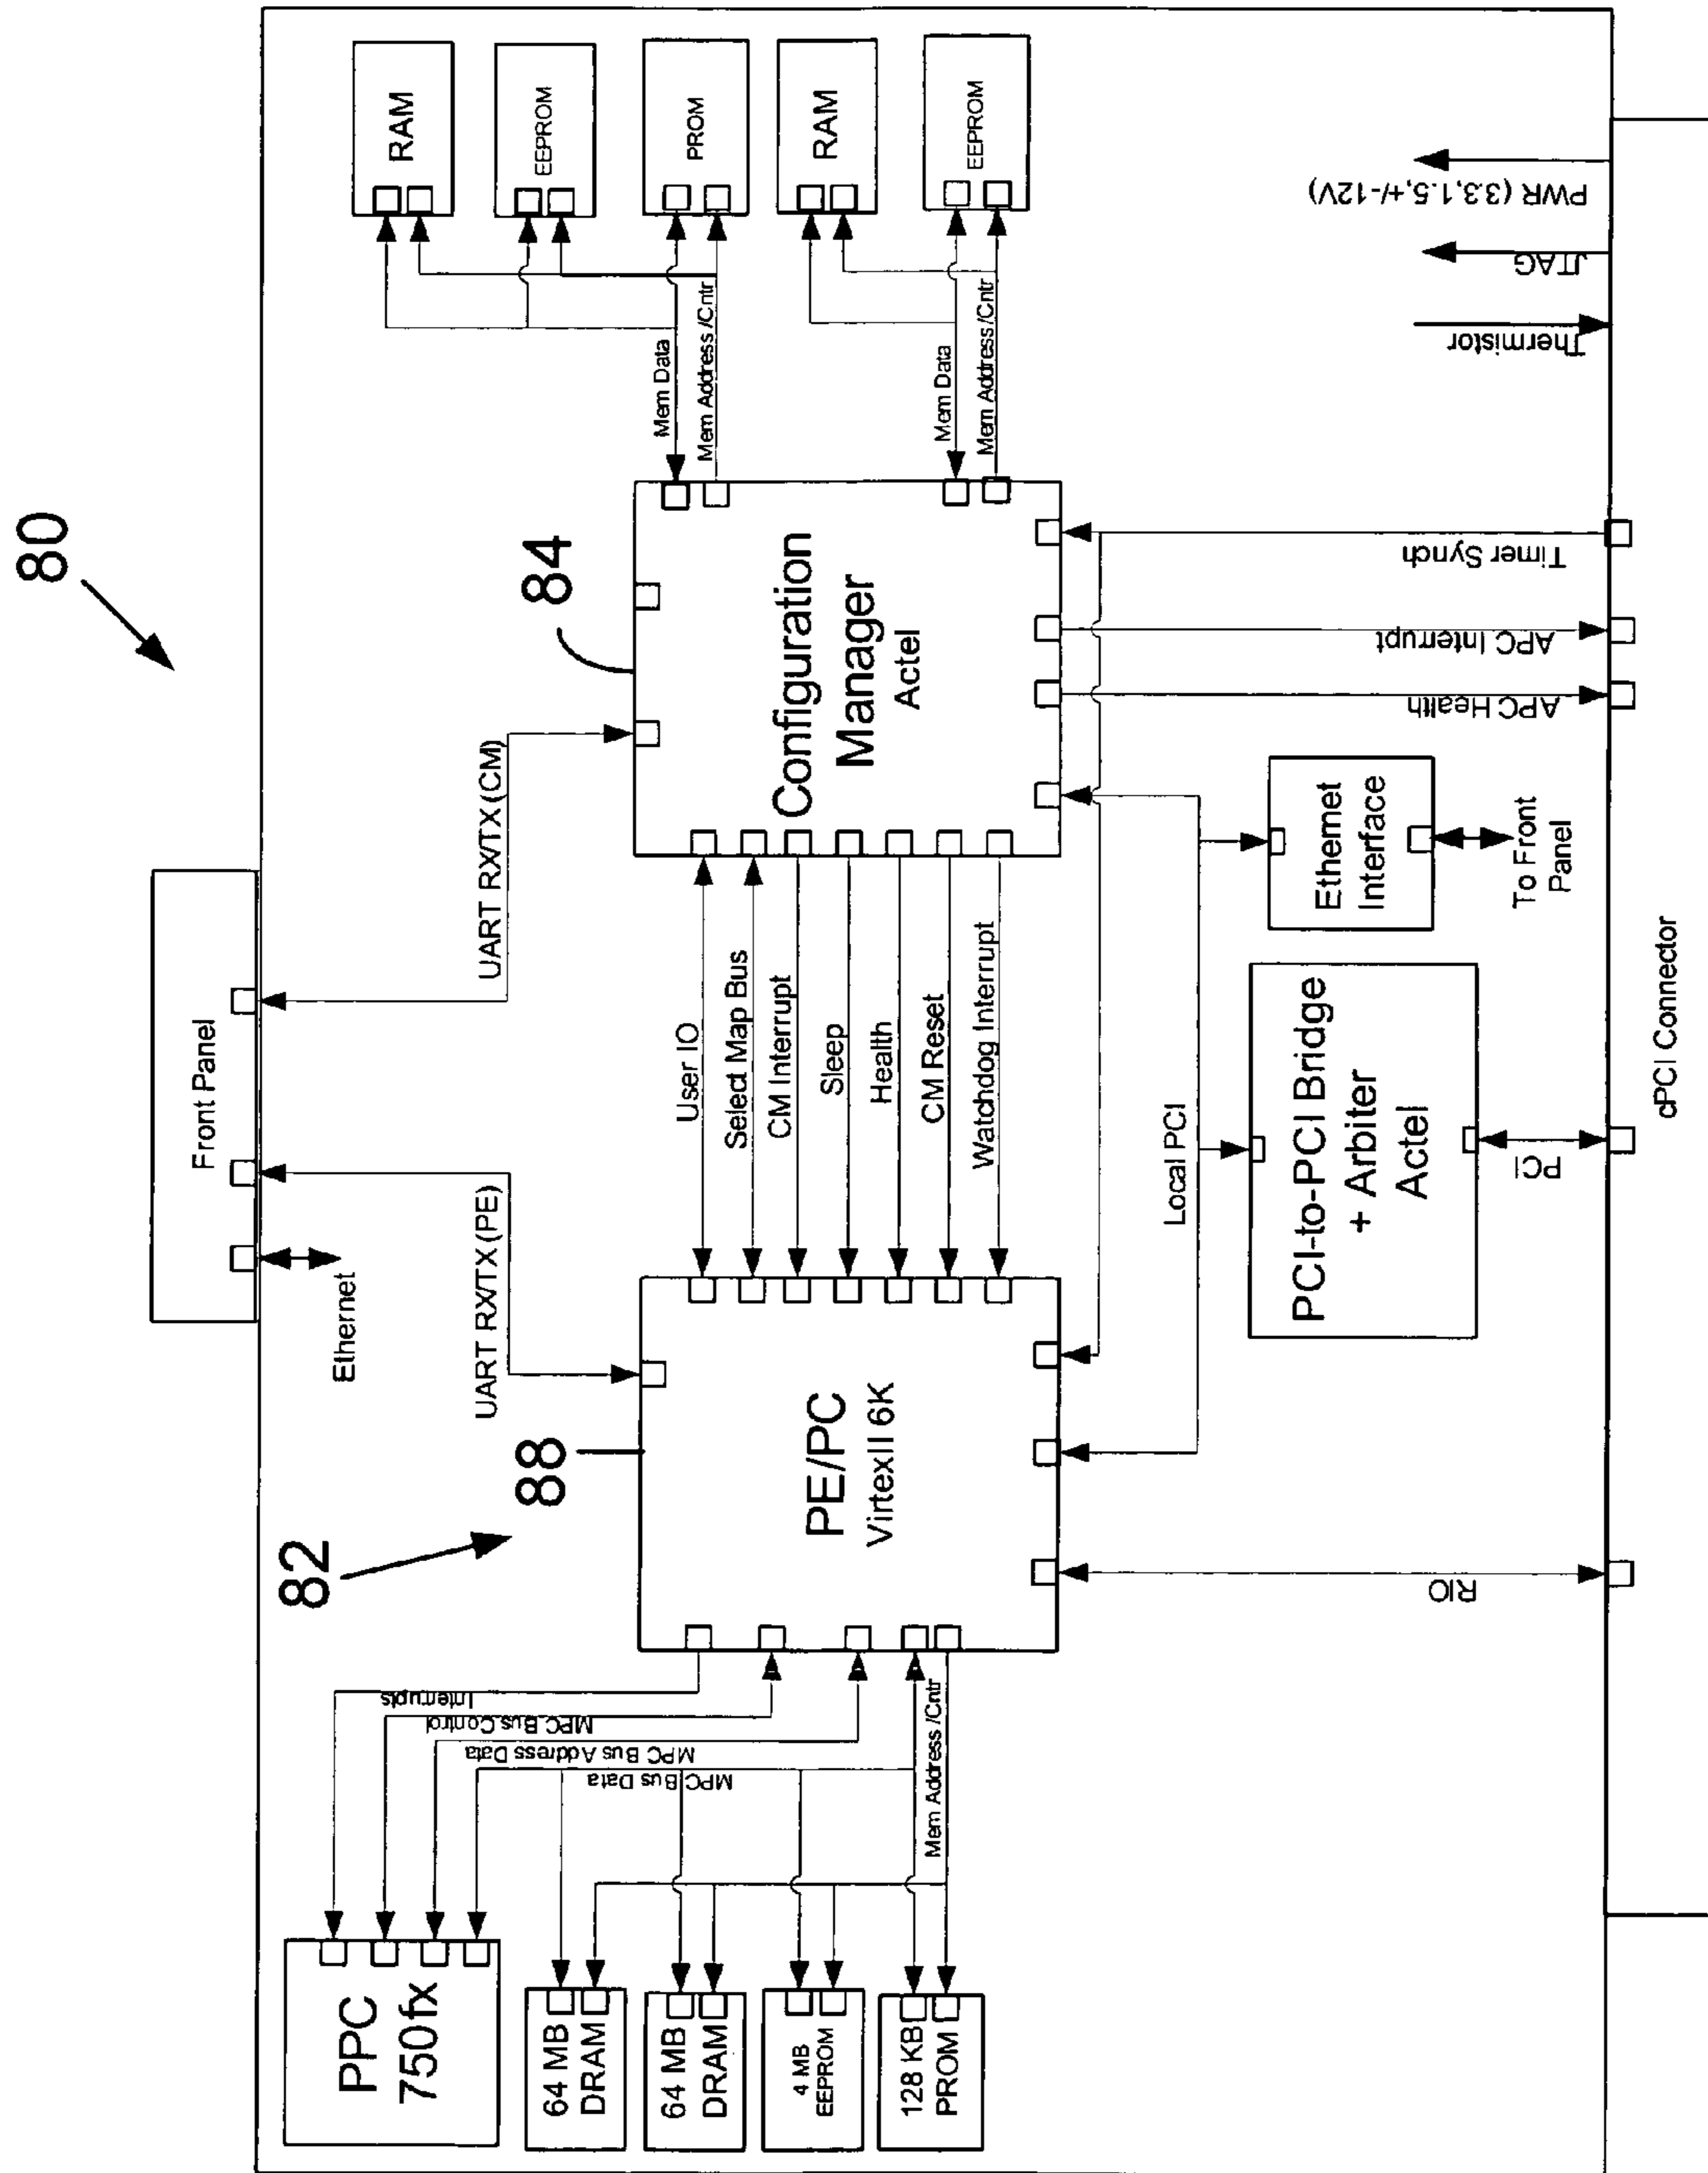 80
Front Panel
Ethernet
UART RX/TX (PE)
UART RX/TX (CM)
82
88
84
PPC
750fx
64 MB
DRAM
64 MB
DRAM
4 MB
EEPROM
128 KB
PROM
Interrupts
MPC Bus Control
MPC Bus Address Data
MPC Bus Data
Mem Address /Cntr
PE/PC
VirtexII 6K
User IO
Select Map Bus
CM Interrupt
Sleep
Health
CM Reset
Watchdog Interrupt
Configuration
Manager
Actel
Mem Data
Mem Address /Cntr
Mem Data
Mem Address /Cntr
RAM
EEPROM
PROM
RAM
EEPROM
Local PCI
PCI-to-PCI Bridge
+ Arbiter
Actel
Ethernet
Interface
To Front
Panel
RIO
PCI
APC Health
APC Interrupt
Timer Synch
Thermistor
JTAG
PWR (3.3,1.5,+/-12V)
cPCI Connector